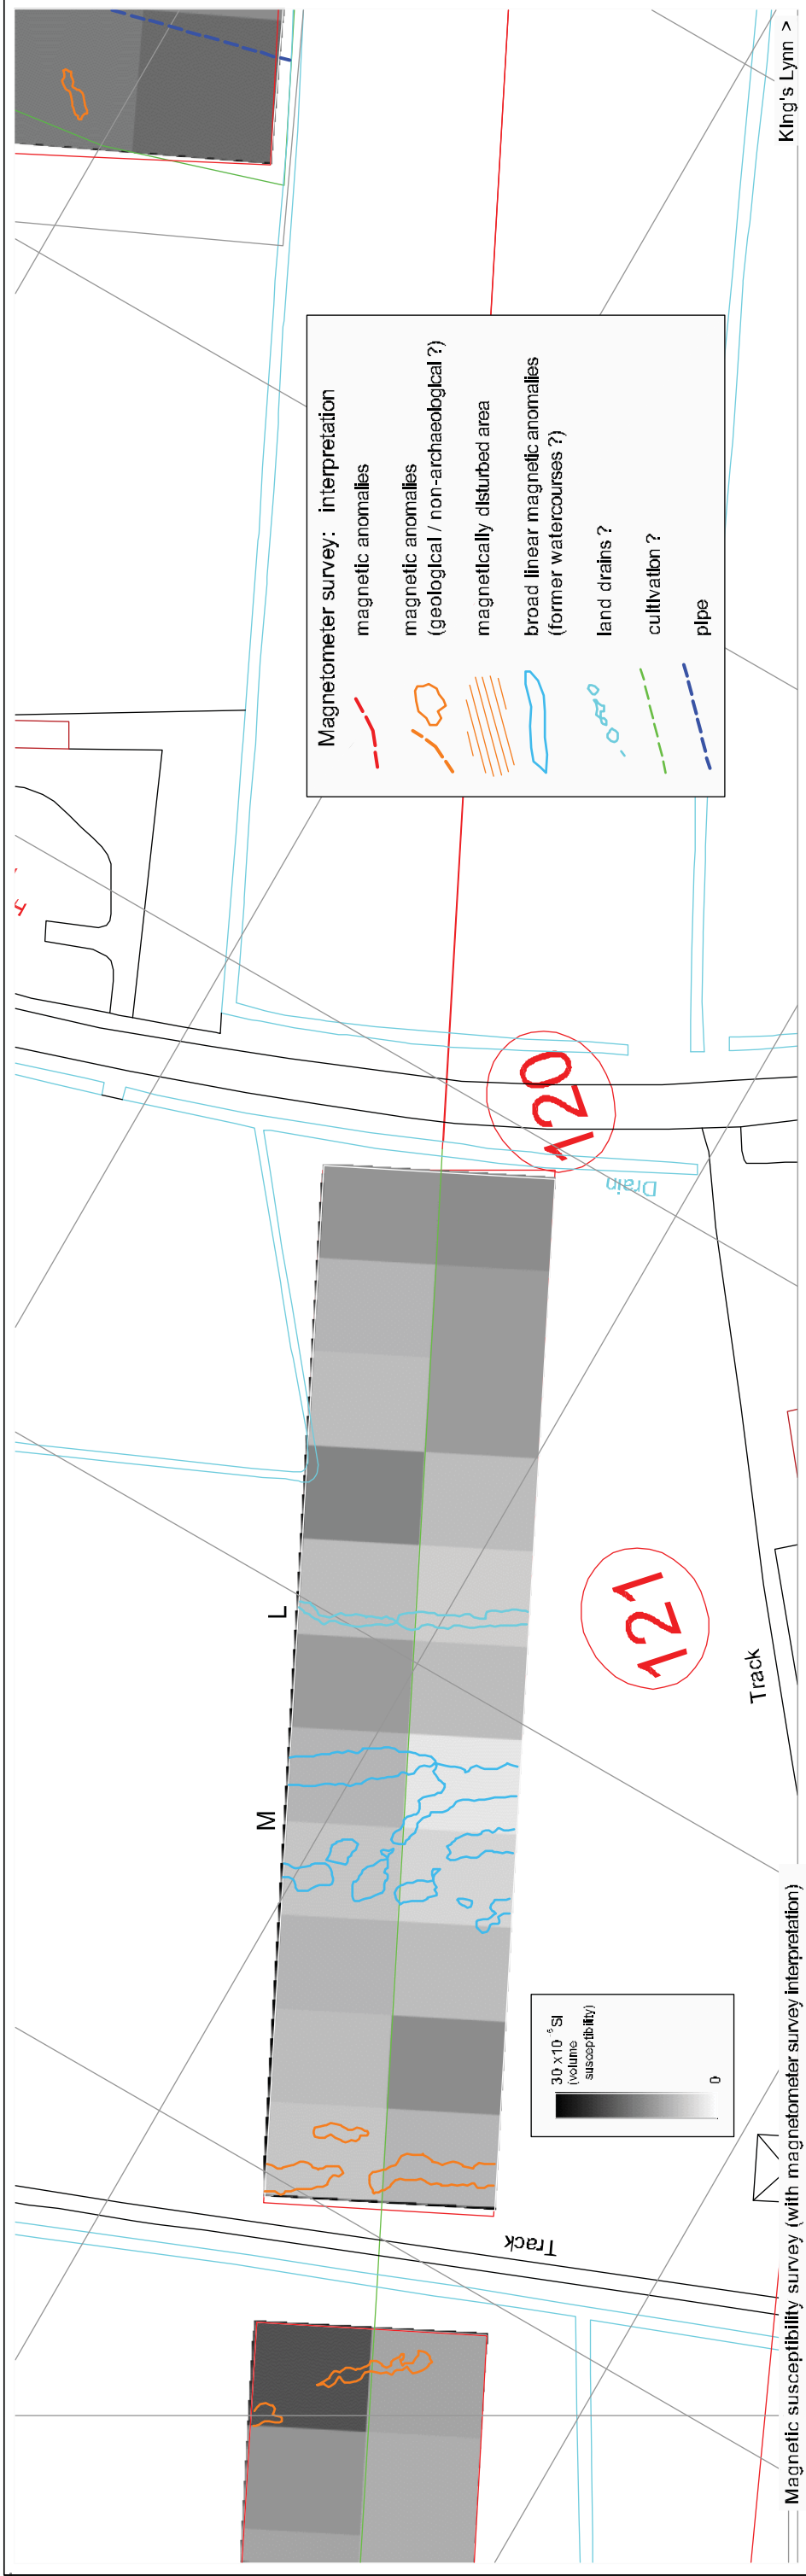 King's Lynn >
Magnetometer survey: interpretation
magnetic anomalies
magnetic anomalies
(geological / non-archaeological ?)
magnetically disturbed area
broad linear magnetic anomalies
(former watercourses ?)
land drains ?
cultivation ?
pipe
120
Drain
L
121
Track
M
30 x10⁻⁵ SI
(volume
susceptibility)
0
Track
Magnetic susceptibility survey (with magnetometer survey interpretation)